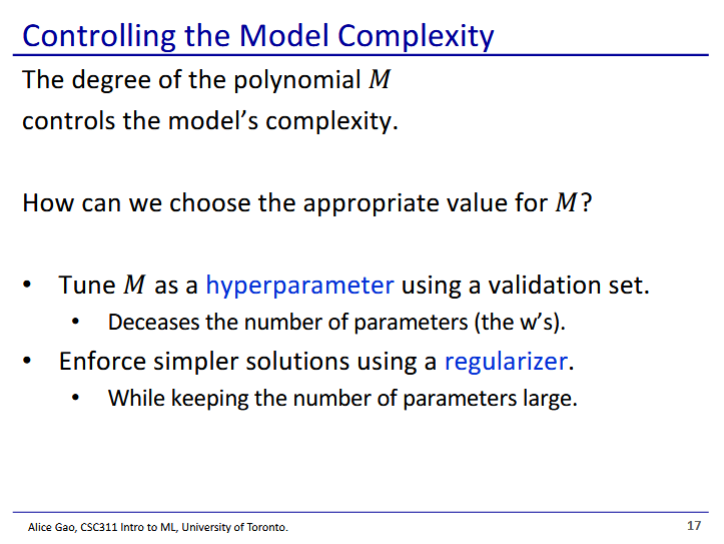 Controlling the Model Complexity
The degree of the polynomial M
controls the model's complexity.
How can we choose the appropriate value for M?
• Tune M as a hyperparameter using a validation set.
• Deceases the number of parameters (the w's).
• Enforce simpler solutions using a regularizer.
• While keeping the number of parameters large.
Alice Gao, CSC311 Intro to ML, University of Toronto.
17